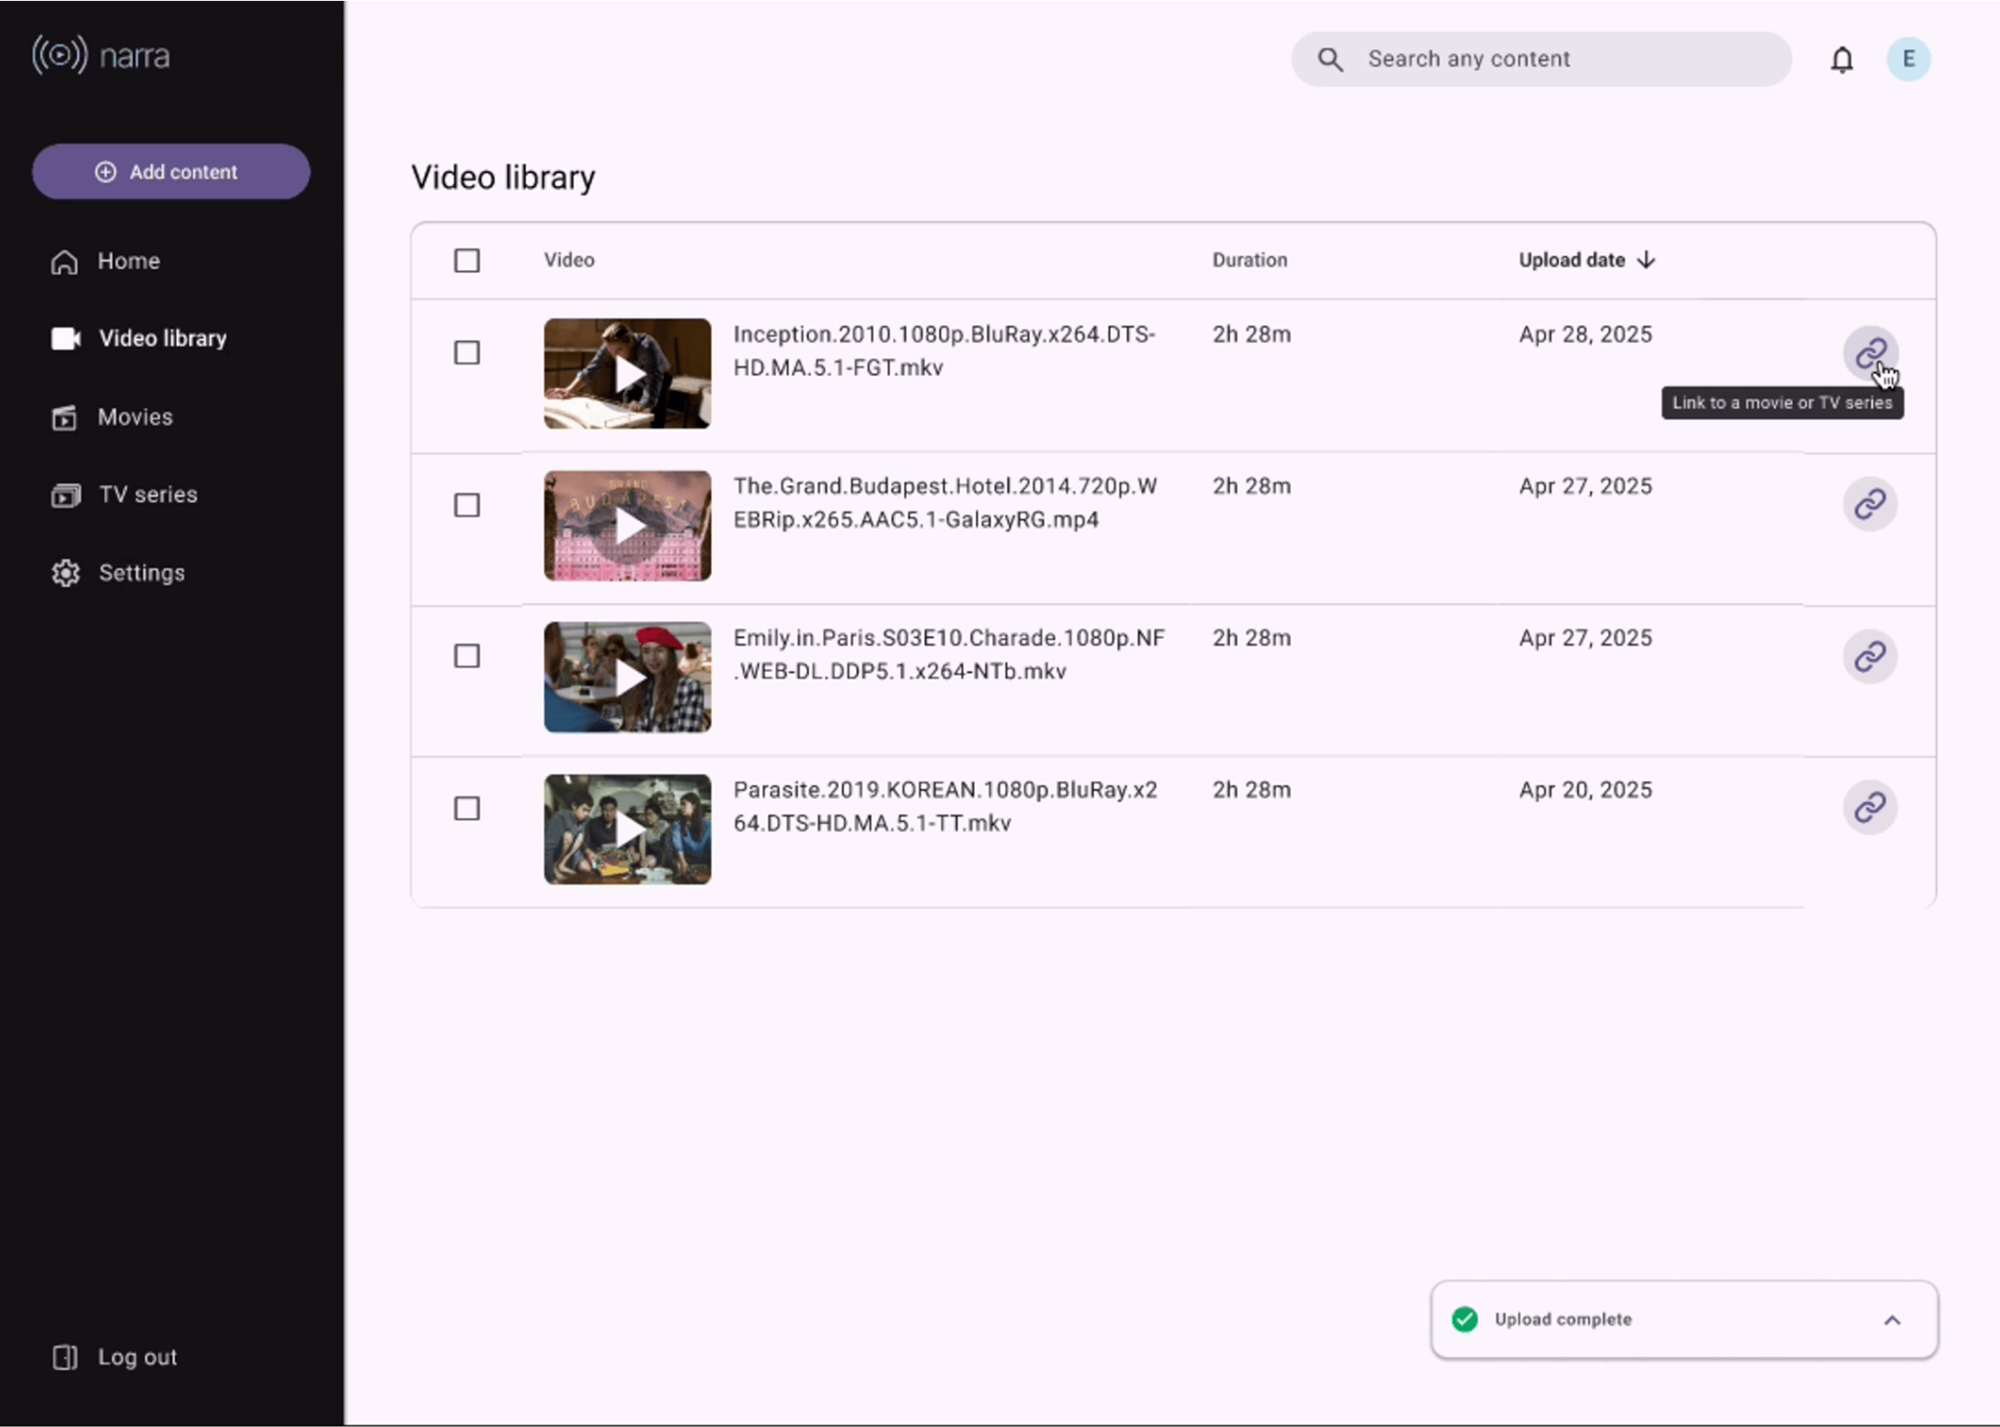 narra
Search any content
E
Add content
Home
Video library
Movies
TV series
Settings
Log out
Video library
Video
Duration
Upload date
Inception.2010.1080p.BluRay.x264.DTS-
HD.MA.5.1-FGT.mkv
2h 28m
Apr 28, 2025
Link to a movie or TV series
GRAND
BUDAPEST
The.Grand.Budapest.Hotel.2014.720p.W
EBRip.x265.AAC5.1-GalaxyRG.mp4
2h 28m
Apr 27, 2025
Emily.in.Paris.S03E10.Charade.1080p.NF
.WEB-DL.DDP5.1.x264-NTb.mkv
2h 28m
Apr 27, 2025
Parasite.2019.KOREAN.1080p.BluRay.x2
64.DTS-HD.MA.5.1-TT.mkv
2h 28m
Apr 20, 2025
Upload complete